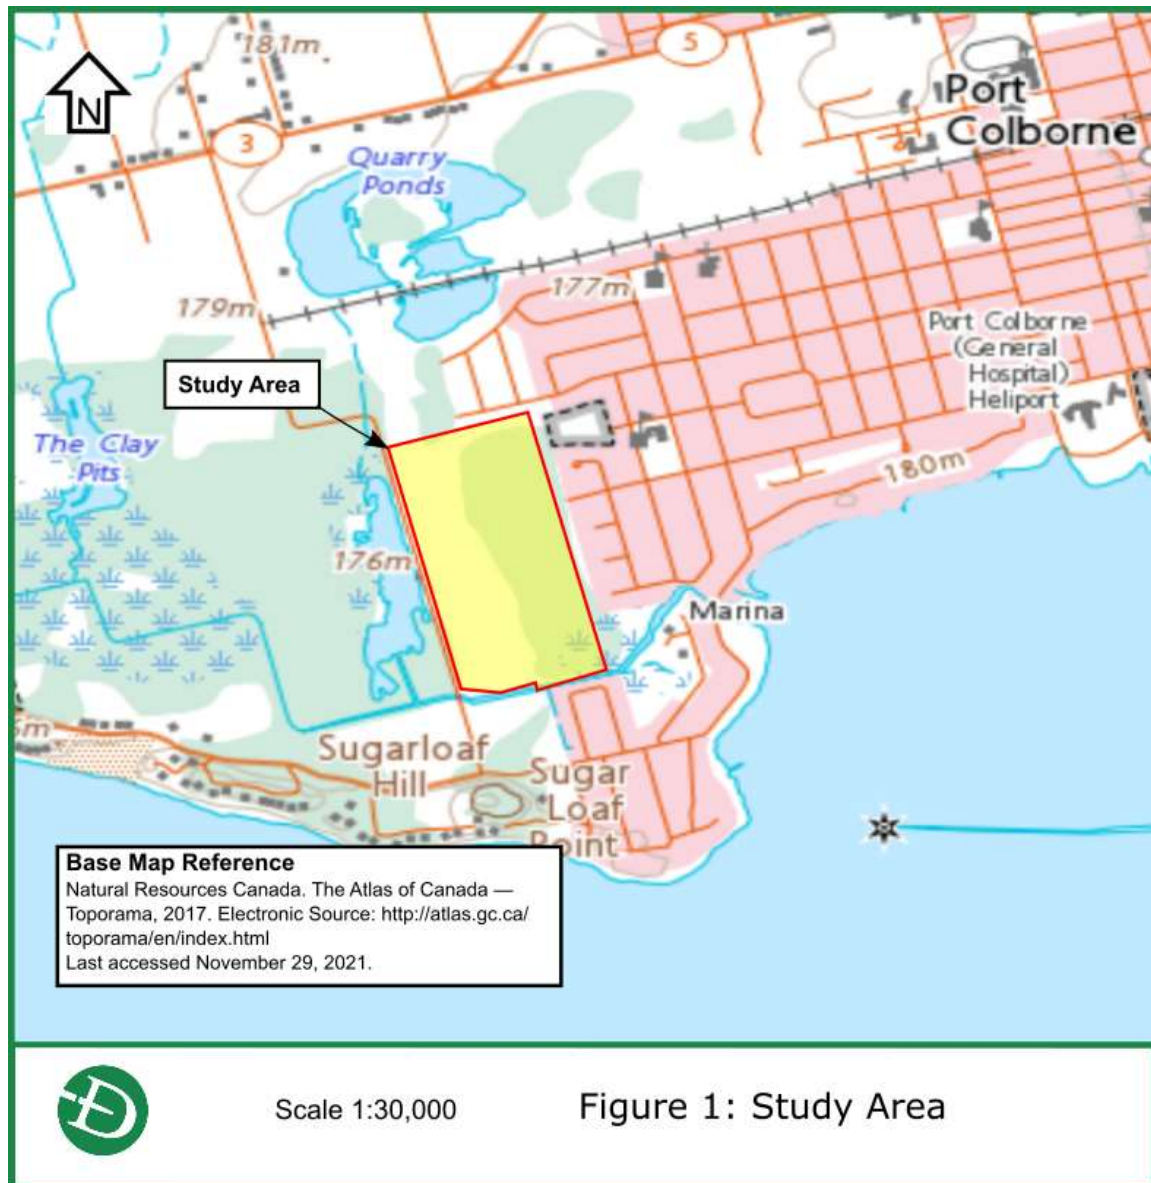 181m
5
N
Port
Colborne
3
Quarry
Ponds
179m
177m
Port Colborne
(General
Hospital)
Heliport
Study Area
The Clay
Pits
180m
176m
Marina
Sugarloaf
Hill
Sugar
Loaf
Point
Base Map Reference
Natural Resources Canada. The Atlas of Canada —
Toporama, 2017. Electronic Source: http://atlas.gc.ca/
toporama/en/index.html
Last accessed November 29, 2021.
Scale 1:30,000
Figure 1: Study Area